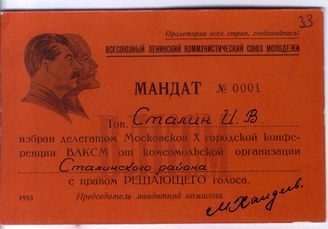 33
Пролетарии всех стран, соединяйтесь!
ВСЕСОЮЗНЫЙ ЛЕНИНСКИЙ КОММУНИСТИЧЕСКИЙ СОЮЗ МОЛОДЕЖИ
МАНДАТ № 0001
Тов. Сталин И. В.
избран делегатом Московской X городской конфе-
ренции ВЛКСМ от комсомольской организации
Сталинского района
с правом РЕШАЮЩЕГО голоса.
1953 Председатель мандатной комиссии